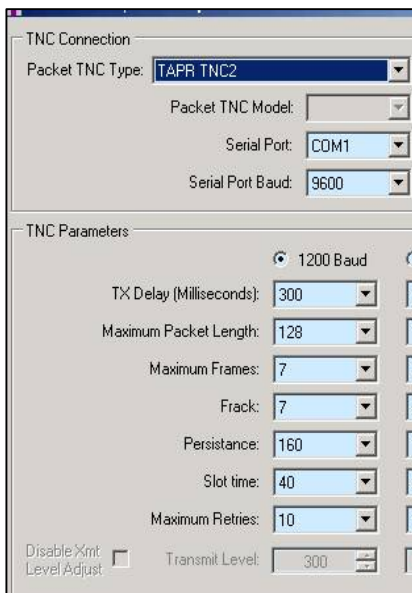 TNC Connection
Packet TNC Type: TAPR TNC2
Packet TNC Model:
Serial Port: COM1
Serial Port Baud: 9600
TNC Parameters
1200 Baud
TX Delay (Milliseconds): 300
Maximum Packet Length: 128
Maximum Frames: 7
Frack: 7
Persistance: 160
Slot time: 40
Maximum Retries: 10
Disable Xmt
Level Adjust
Transmit Level: 300